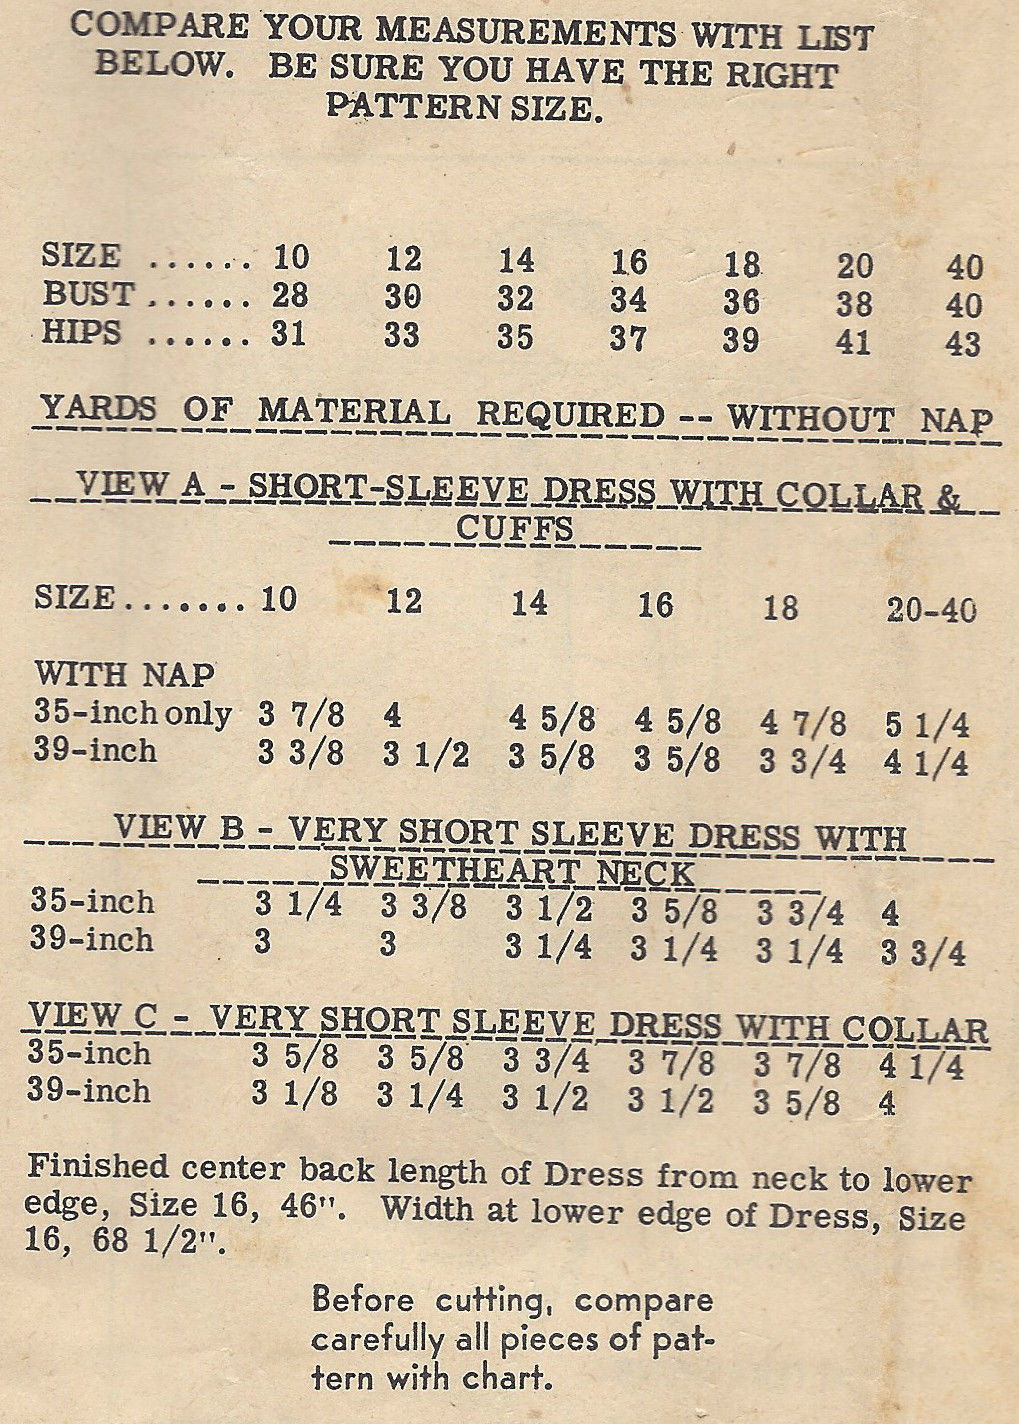 COMPARE YOUR MEASUREMENTS WITH LIST
BELOW. BE SURE YOU HAVE THE RIGHT
PATTERN SIZE.
SIZE ...... 10 12 14 16 18 20 40
BUST ...... 28 30 32 34 36 38 40
HIPS ...... 31 33 35 37 39 41 43
YARDS OF MATERIAL REQUIRED -- WITHOUT NAP
VIEW A - SHORT-SLEEVE DRESS WITH COLLAR &
CUFFS
SIZE....... 10 12 14 16 18 20-40
WITH NAP
35-inch only 3 7/8 4 4 5/8 4 5/8 4 7/8 5 1/4
39-inch 3 3/8 3 1/2 3 5/8 3 5/8 3 3/4 4 1/4
VIEW B - VERY SHORT SLEEVE DRESS WITH
SWEETHEART NECK
35-inch 3 1/4 3 3/8 3 1/2 3 5/8 3 3/4 4
39-inch 3 3 3 1/4 3 1/4 3 1/4 3 3/4
VIEW C - VERY SHORT SLEEVE DRESS WITH COLLAR
35-inch 3 5/8 3 5/8 3 3/4 3 7/8 3 7/8 4 1/4
39-inch 3 1/8 3 1/4 3 1/2 3 1/2 3 5/8 4
Finished center back length of Dress from neck to lower
edge, Size 16, 46". Width at lower edge of Dress, Size
16, 68 1/2".
Before cutting, compare
carefully all pieces of pat-
tern with chart.